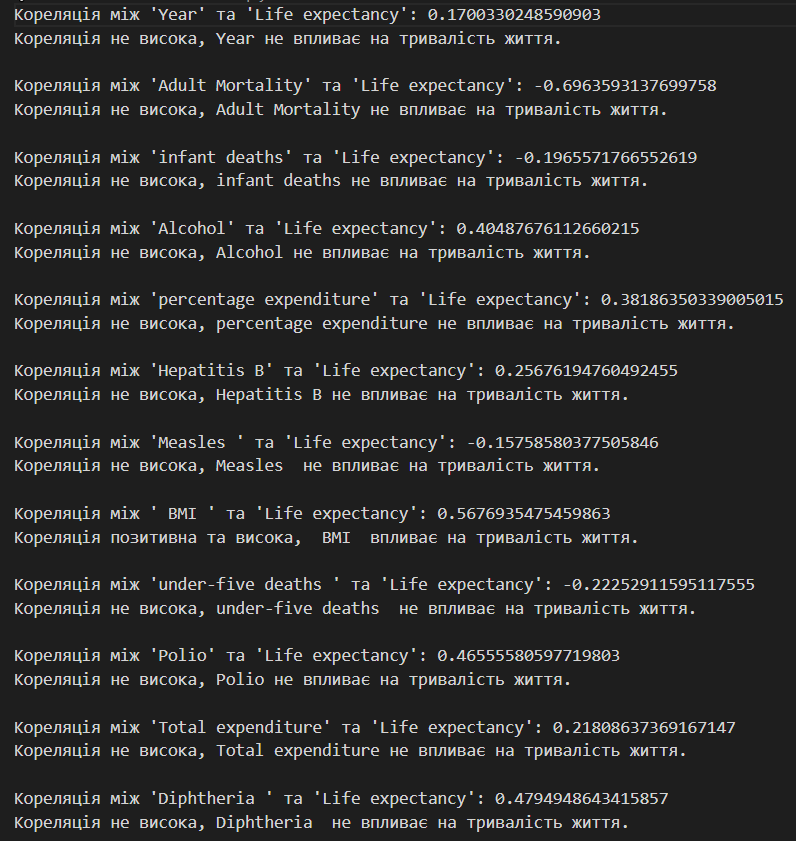 Кореляція між 'Year' та 'Life expectancy': 0.1700330248590903
Кореляція не висока, Year не впливає на тривалість життя.
Кореляція між 'Adult Mortality' та 'Life expectancy': -0.6963593137699758
Кореляція не висока, Adult Mortality не впливає на тривалість життя.
Кореляція між 'infant deaths' та 'Life expectancy': -0.1965571766552619
Кореляція не висока, infant deaths не впливає на тривалість життя.
Кореляція між 'Alcohol' та 'Life expectancy': 0.40487676112660215
Кореляція не висока, Alcohol не впливає на тривалість життя.
Кореляція між 'percentage expenditure' та 'Life expectancy': 0.38186350339005015
Кореляція не висока, percentage expenditure не впливає на тривалість життя.
Кореляція між 'Hepatitis B' та 'Life expectancy': 0.25676194760492455
Кореляція не висока, Hepatitis B не впливає на тривалість життя.
Кореляція між 'Measles ' та 'Life expectancy': -0.15758580377505846
Кореляція не висока, Measles  не впливає на тривалість життя.
Кореляція між ' BMI ' та 'Life expectancy': 0.5676935475459863
Кореляція позитивна та висока,  BMI  впливає на тривалість життя.
Кореляція між 'under-five deaths ' та 'Life expectancy': -0.22252911595117555
Кореляція не висока, under-five deaths  не впливає на тривалість життя.
Кореляція між 'Polio' та 'Life expectancy': 0.46555580597719803
Кореляція не висока, Polio не впливає на тривалість життя.
Кореляція між 'Total expenditure' та 'Life expectancy': 0.21808637369167147
Кореляція не висока, Total expenditure не впливає на тривалість життя.
Кореляція між 'Diphtheria ' та 'Life expectancy': 0.4794948643415857
Кореляція не висока, Diphtheria  не впливає на тривалість життя.